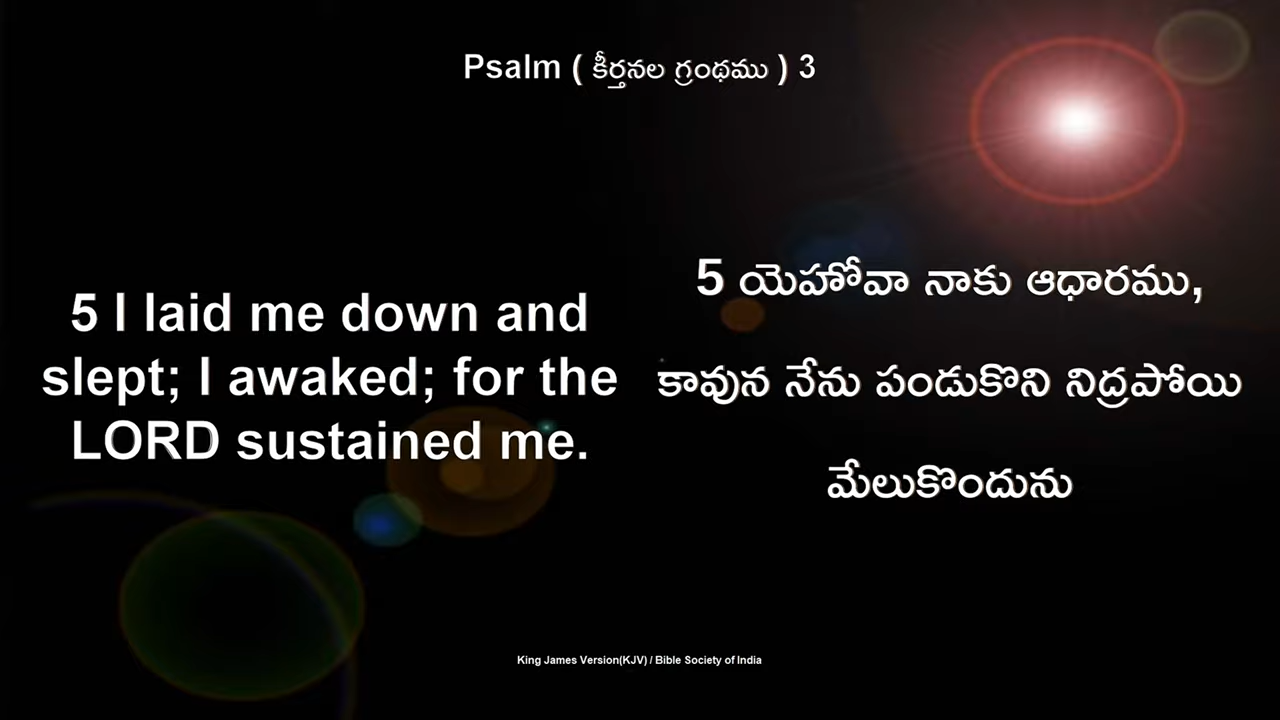 Psalm ( కీర్తనల గ్రంథము ) 3
5 I laid me down and
slept; I awaked; for the
LORD sustained me.
5 యెహోవా నాకు ఆధారము,
కావున నేను పండుకొని నిద్రపోయి
మేలుకొందును
King James Version(KJV) / Bible Society of India